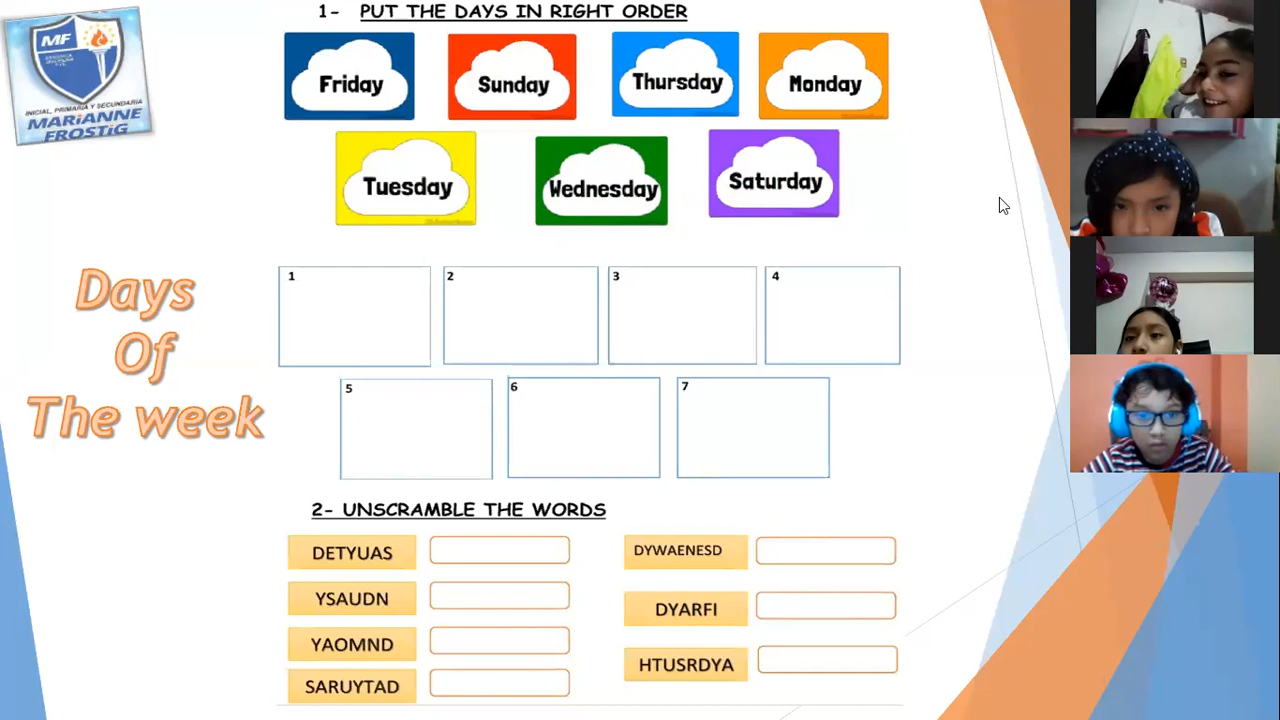 1- PUT THE DAYS IN RIGHT ORDER
MF
INICIAL, PRIMARIA Y SECUNDARIA
MARIANNE
FROSTIG
Friday
Sunday
Thursday
Monday
Tuesday
Wednesday
Saturday
Days
Of
The week
1
2
3
4
5
6
7
2- UNSCRAMBLE THE WORDS
DETYUAS
DYWAENESD
YSAUDN
DYARFI
YAOMND
HTUSRDYA
SARUYTAD